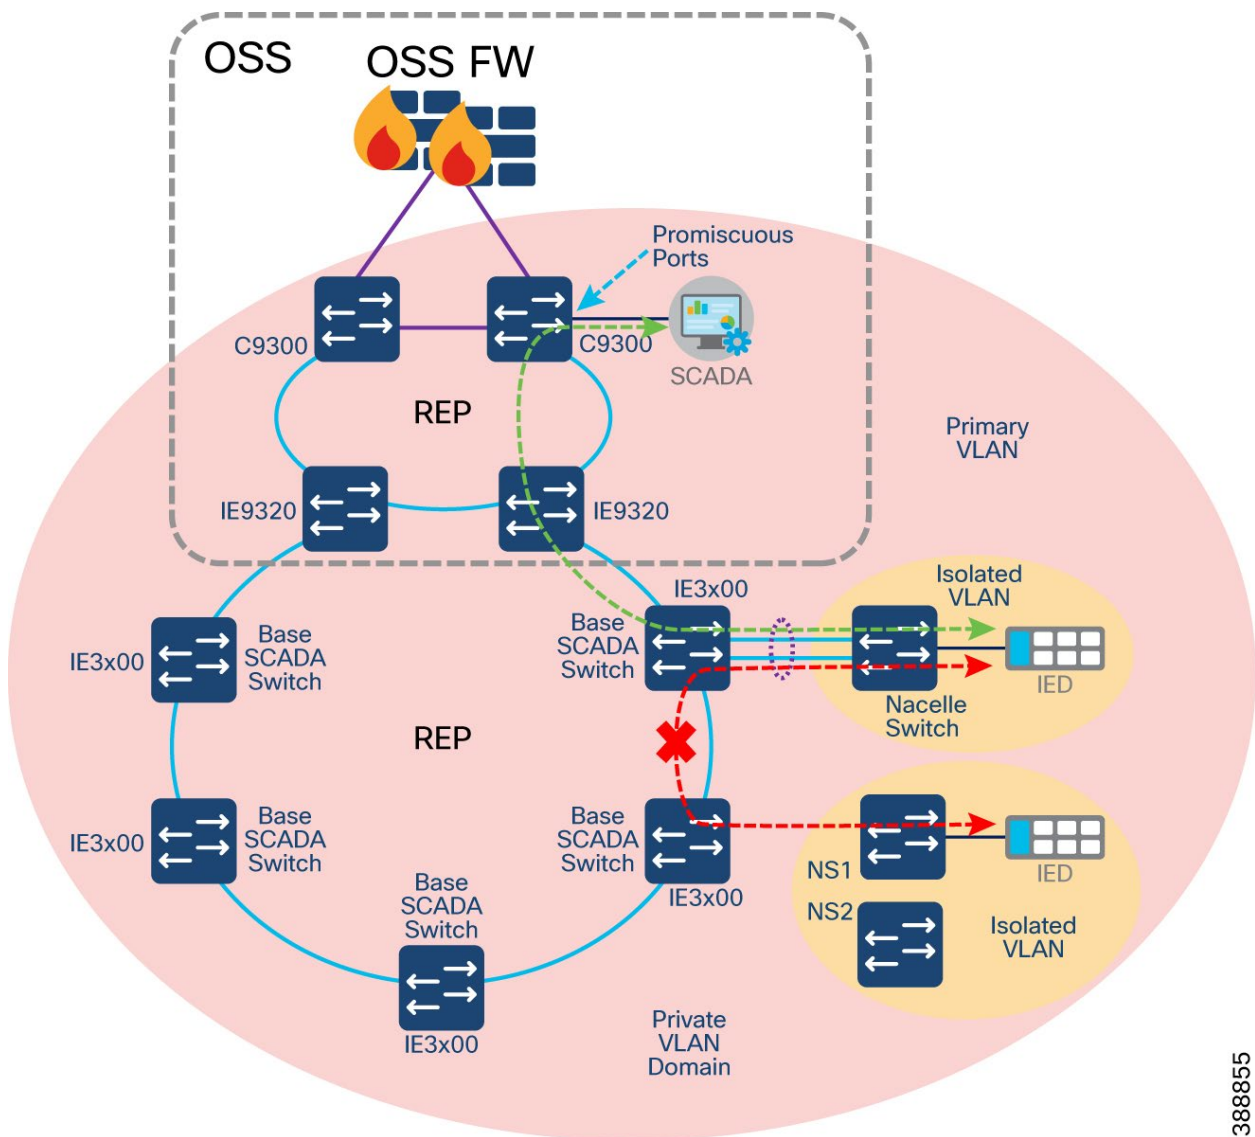 OSS
OSS FW
Promiscuous
Ports
C9300
C9300
SCADA
REP
Primary
VLAN
IE9320
IE9320
IE3x00
Isolated
VLAN
Base
SCADA
Switch
IE3x00
Base
SCADA
Switch
IED
Nacelle
Switch
REP
IE3x00
Base
SCADA
Switch
Base
SCADA
Switch
IE3x00
NS1
IED
NS2
Isolated
VLAN
Base
SCADA
Switch
IE3x00
Private
VLAN
Domain
388855